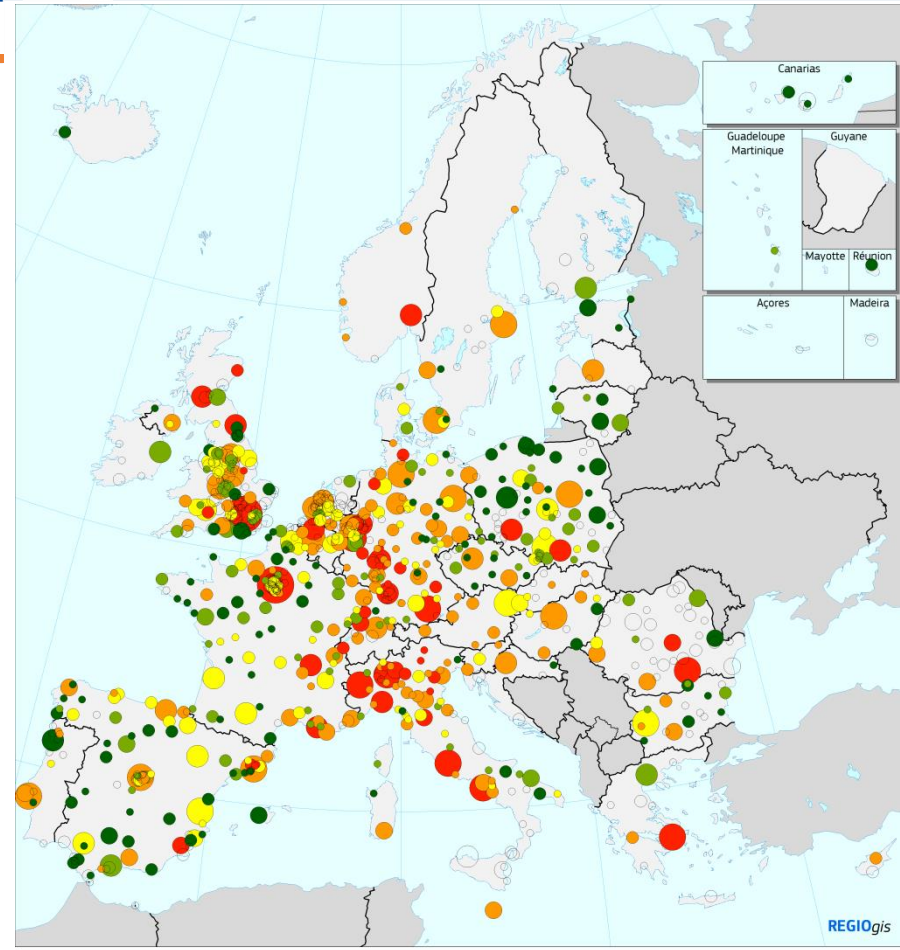 Canarias
Guadeloupe
Martinique
Guyane
Mayotte
Réunion
Açores
Madeira
REGIOgis